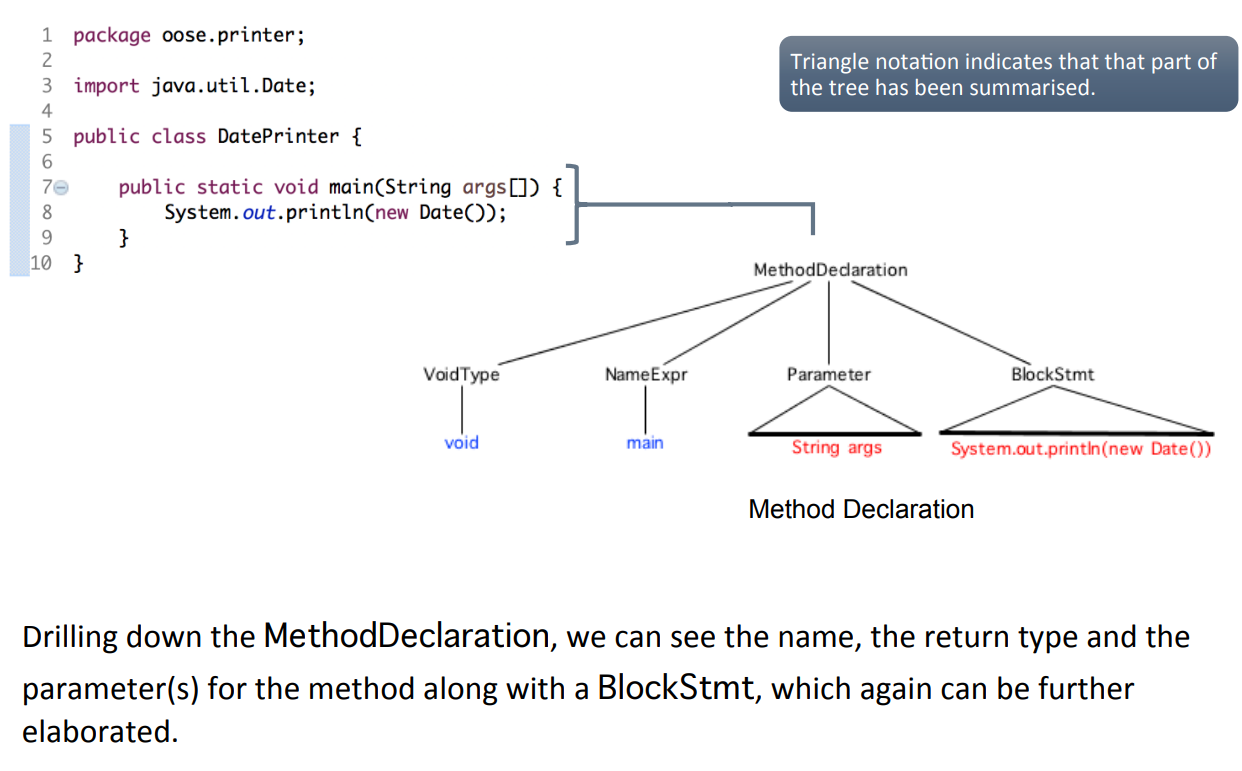 1 package oose.printer;
2
3 import java.util.Date;
4
5 public class DatePrinter {
6
7 public static void main(String args[]) {
8 System.out.println(new Date());
9 }
10 }
Triangle notation indicates that that part of
the tree has been summarised.
MethodDeclaration
VoidType NameExpr Parameter BlockStmt
void main String args System.out.println(new Date())
Method Declaration
Drilling down the MethodDeclaration, we can see the name, the return type and the
parameter(s) for the method along with a BlockStmt, which again can be further
elaborated.